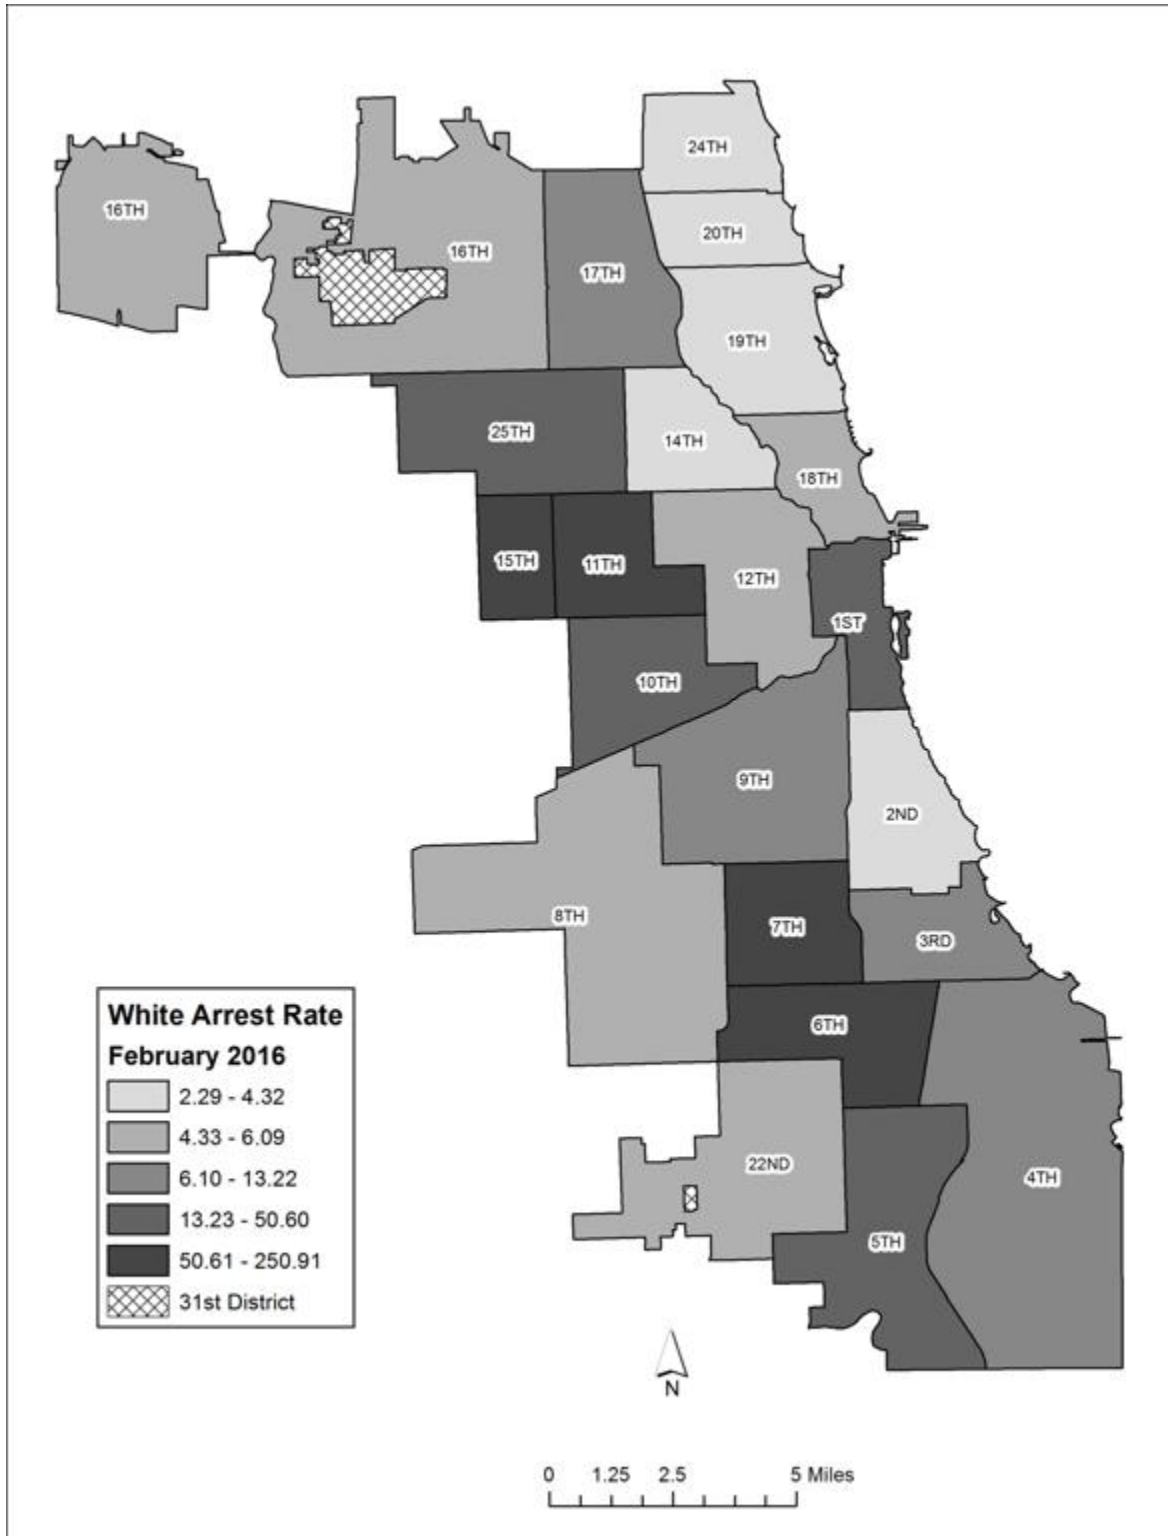 24TH
16TH
20TH
16TH
17TH
19TH
25TH
14TH
18TH
15TH
11TH
12TH
1ST
10TH
9TH
2ND
8TH
7TH
3RD
6TH
22ND
4TH
5TH
White Arrest Rate
February 2016
2.29 - 4.32
4.33 - 6.09
6.10 - 13.22
13.23 - 50.60
50.61 - 250.91
31st District
N
0 1.25 2.5 5 Miles